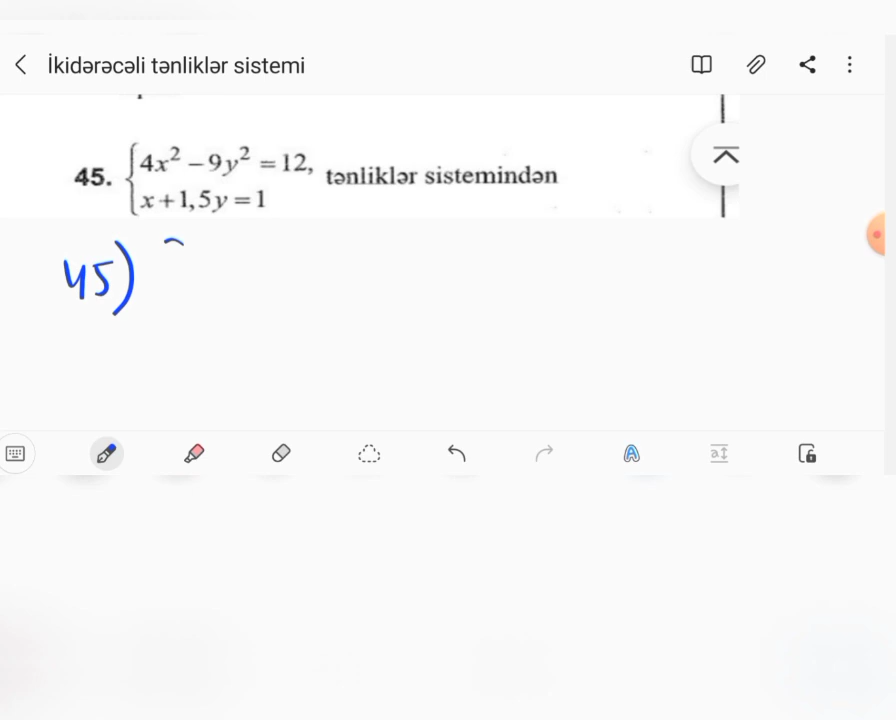 İkidərəcəli tənliklər sistemi
45. {4x² – 9y² = 12,
x + 1,5y = 1 tənliklər sistemindən
45)